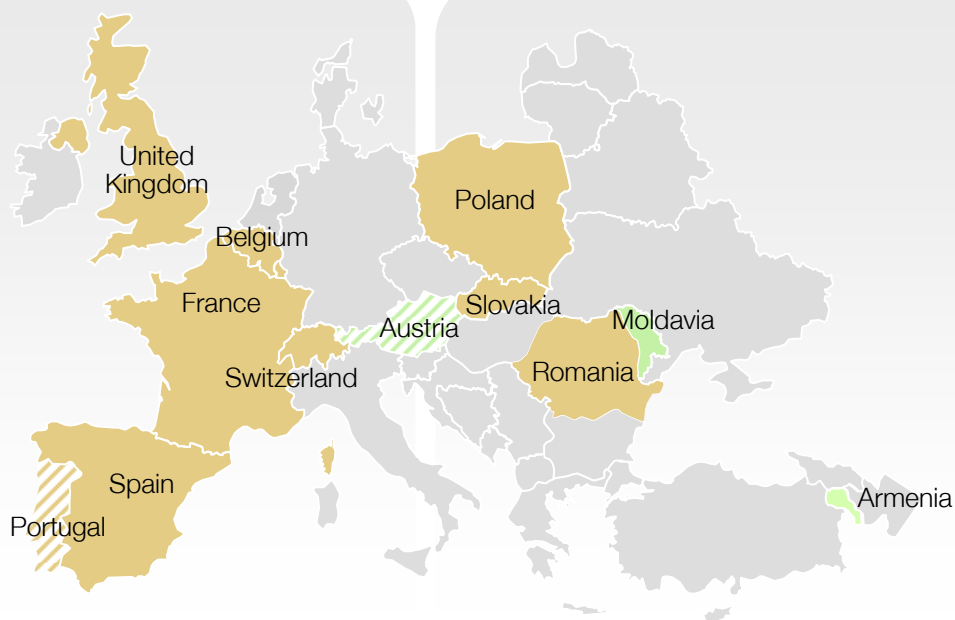 United
Kingdom
Poland
Belgium
France
Slovakia
Austria
Moldavia
Switzerland
Romania
Spain
Armenia
Portugal